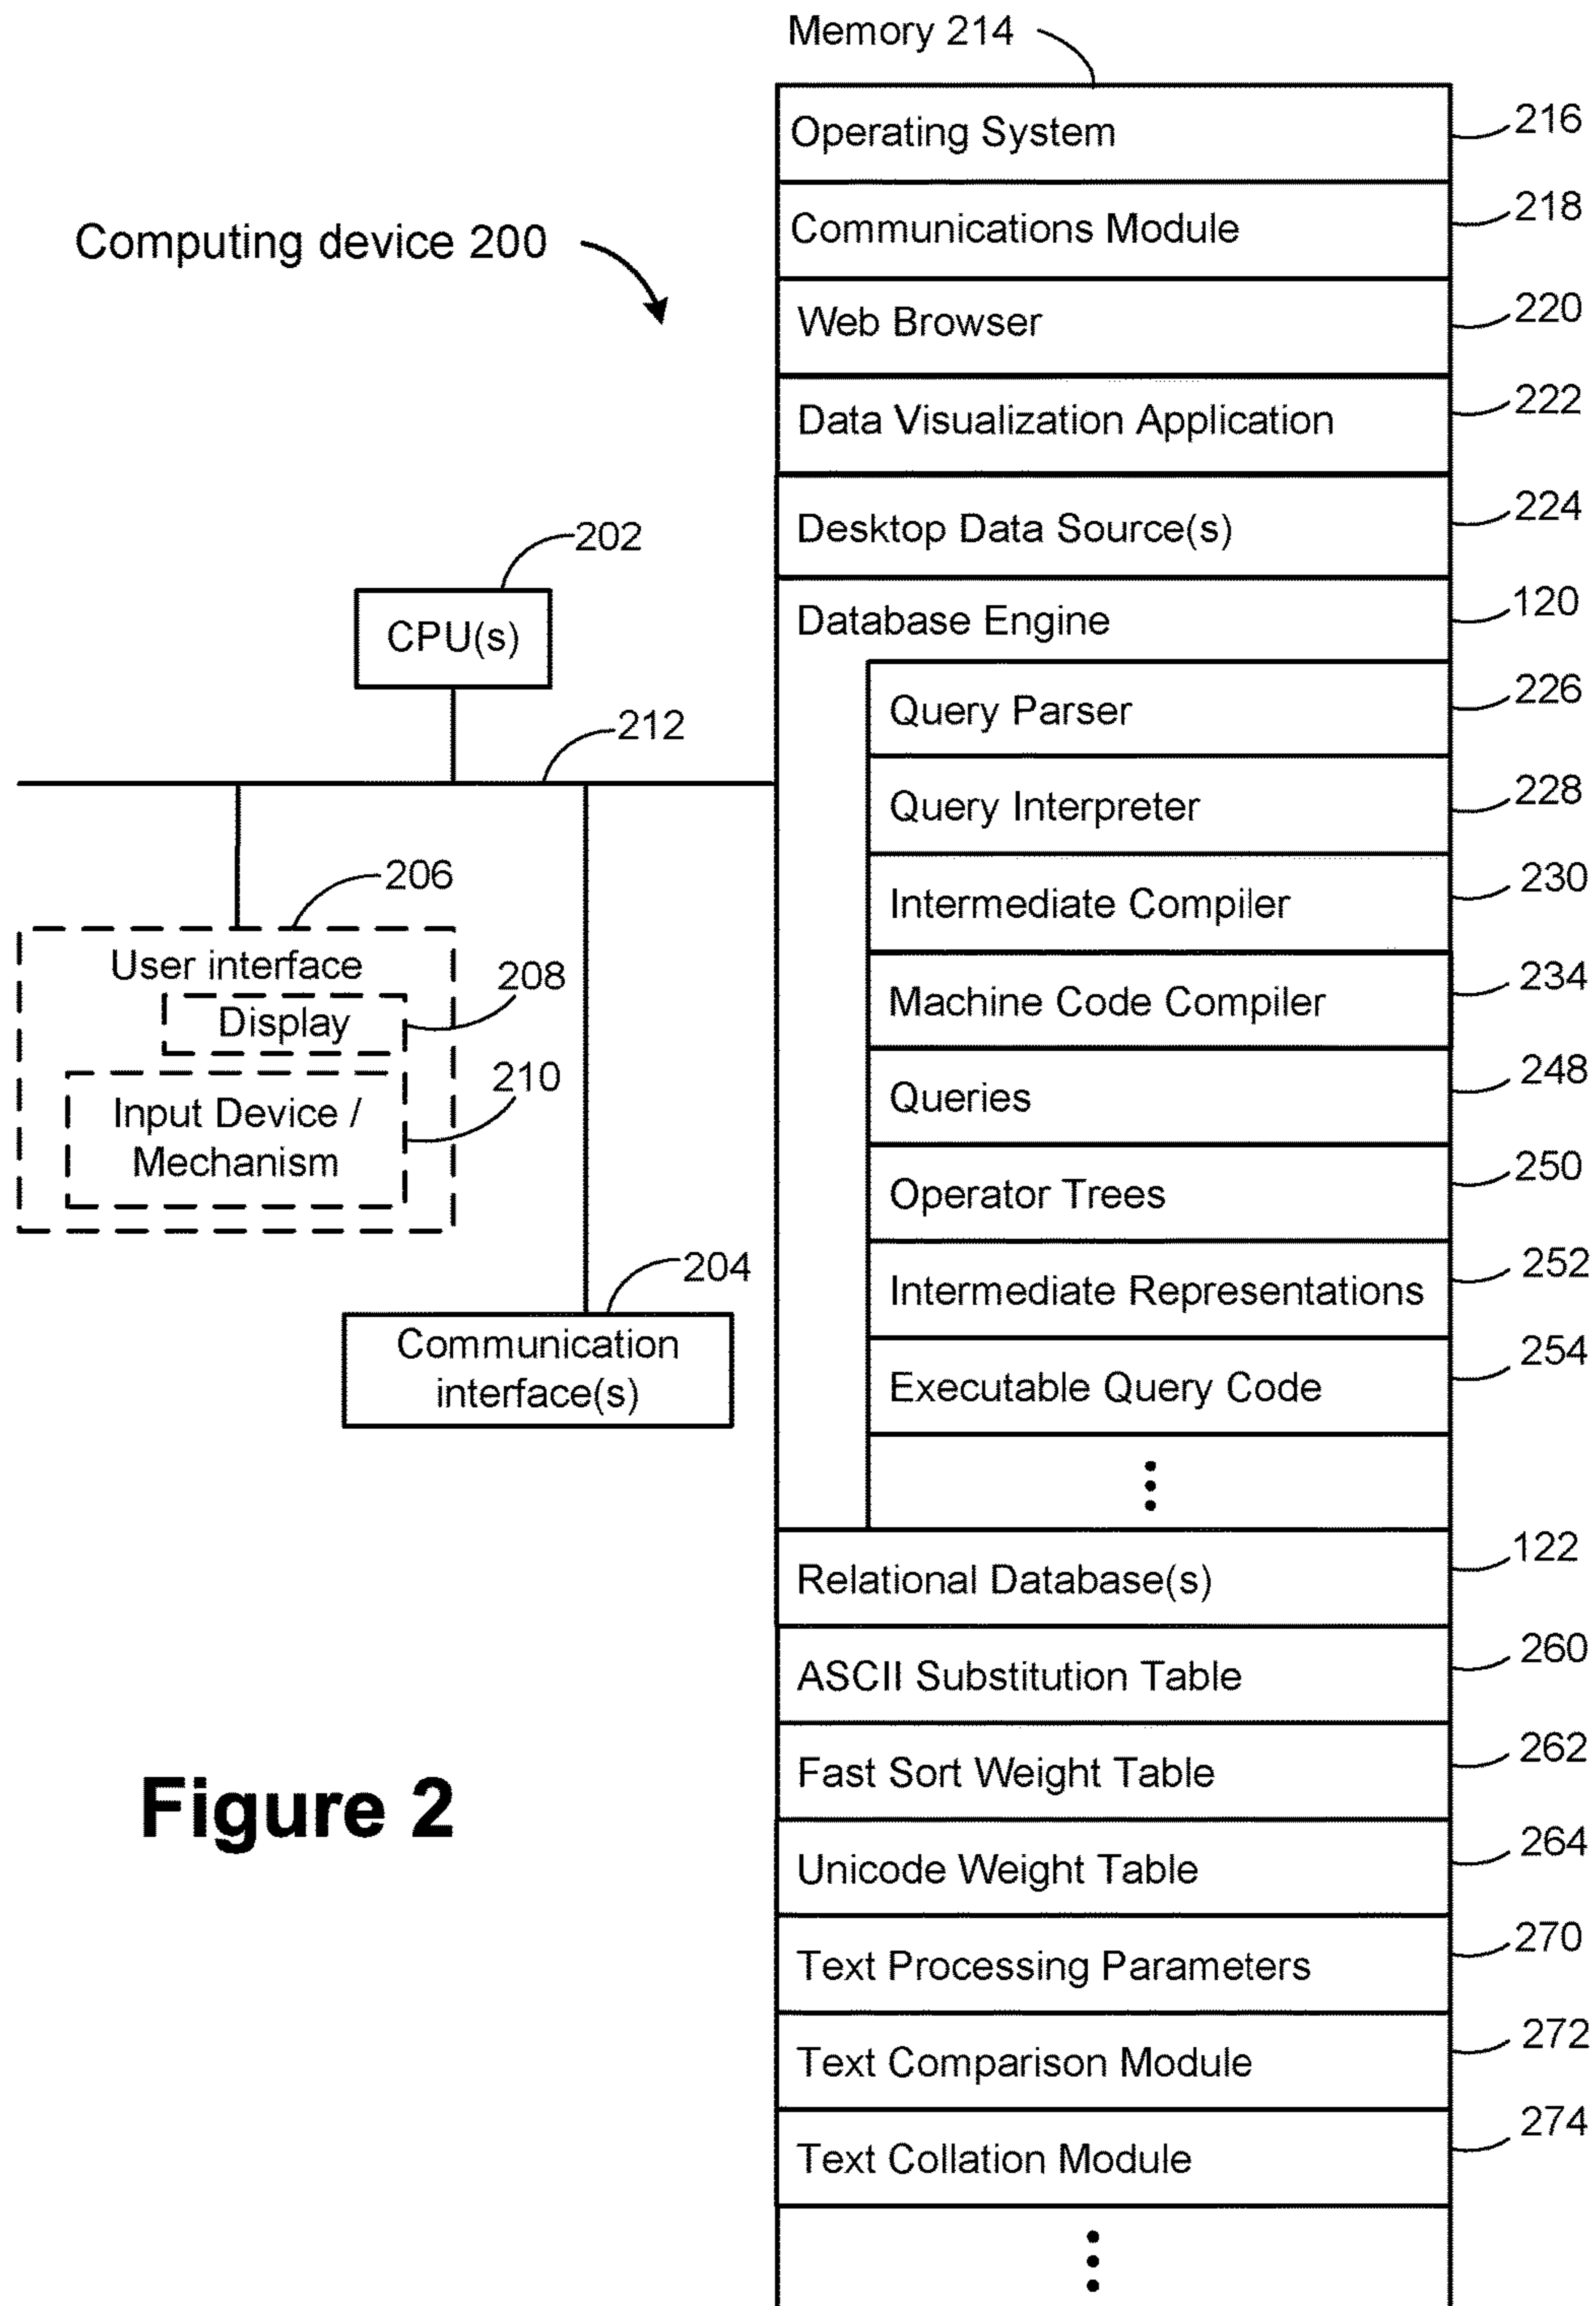 Memory 214
Operating System 216
Communications Module 218
Computing device 200
Web Browser 220
Data Visualization Application 222
Desktop Data Source(s) 224
202
CPU(s)
Database Engine 120
Query Parser 226
212
Query Interpreter 228
206
Intermediate Compiler 230
User interface
208
Display
Machine Code Compiler 234
210
Input Device /
Mechanism
Queries 248
Operator Trees 250
204
Intermediate Representations 252
Communication
interface(s)
Executable Query Code 254
Relational Database(s) 122
ASCII Substitution Table 260
Fast Sort Weight Table 262
Figure 2
Unicode Weight Table 264
Text Processing Parameters 270
Text Comparison Module 272
Text Collation Module 274